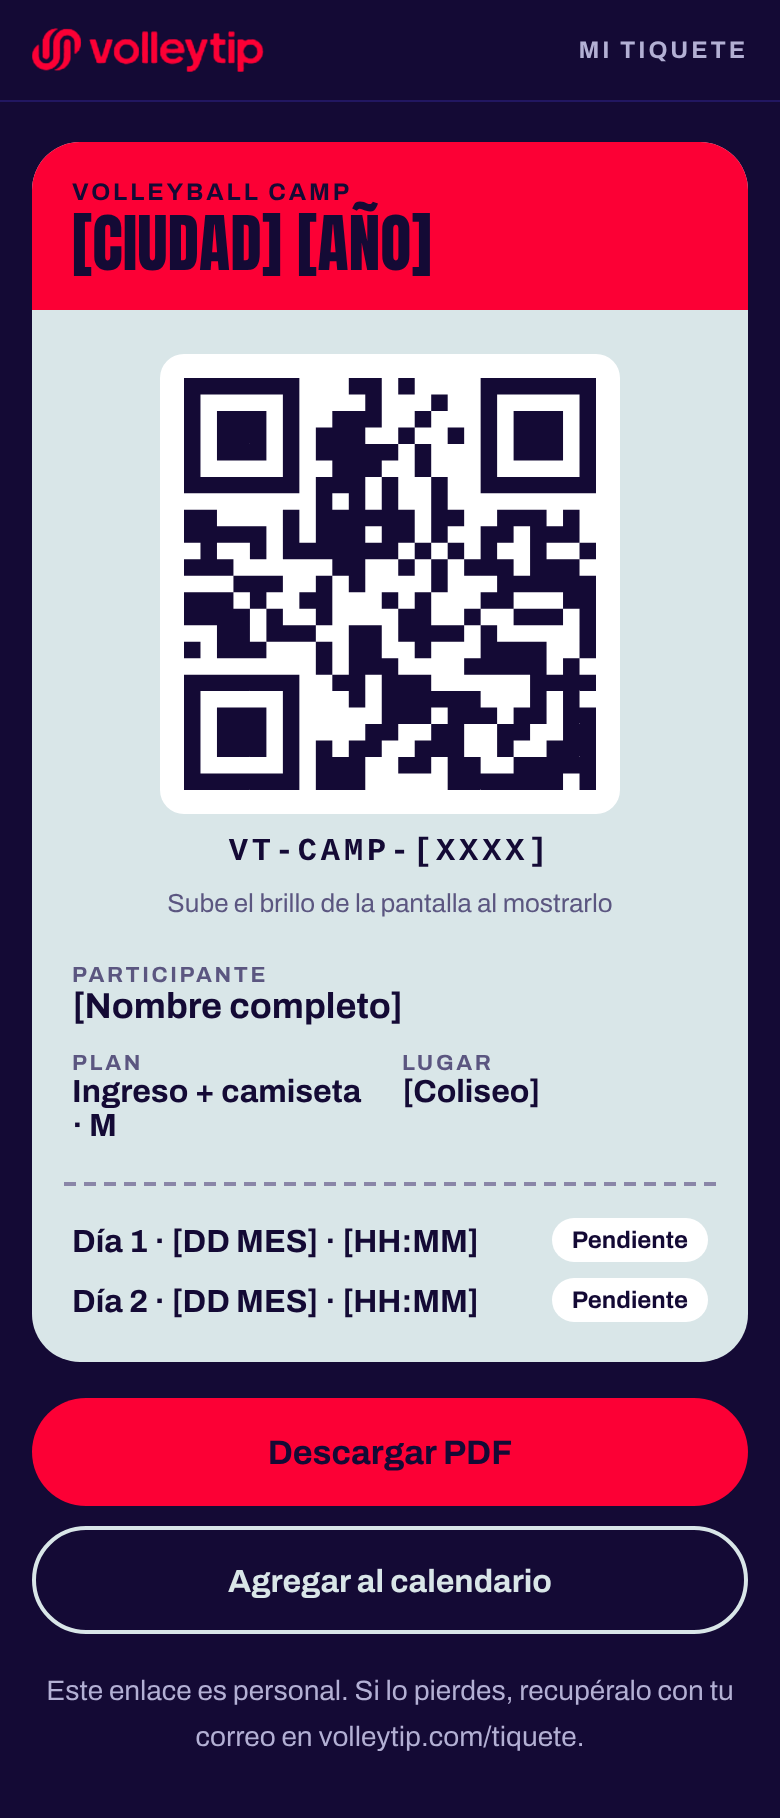 volleytip
MI TIQUETE
VOLLEYBALL CAMP
[CIUDAD] [AÑO]
VT-CAMP-[XXXX]
Sube el brillo de la pantalla al mostrarlo
PARTICIPANTE
[Nombre completo]
PLAN
Ingreso + camiseta
· M
LUGAR
[Coliseo]
Día 1 · [DD MES] · [HH:MM]
Pendiente
Día 2 · [DD MES] · [HH:MM]
Pendiente
Descargar PDF
Agregar al calendario
Este enlace es personal. Si lo pierdes, recupéralo con tu
correo en volleytip.com/tiquete.